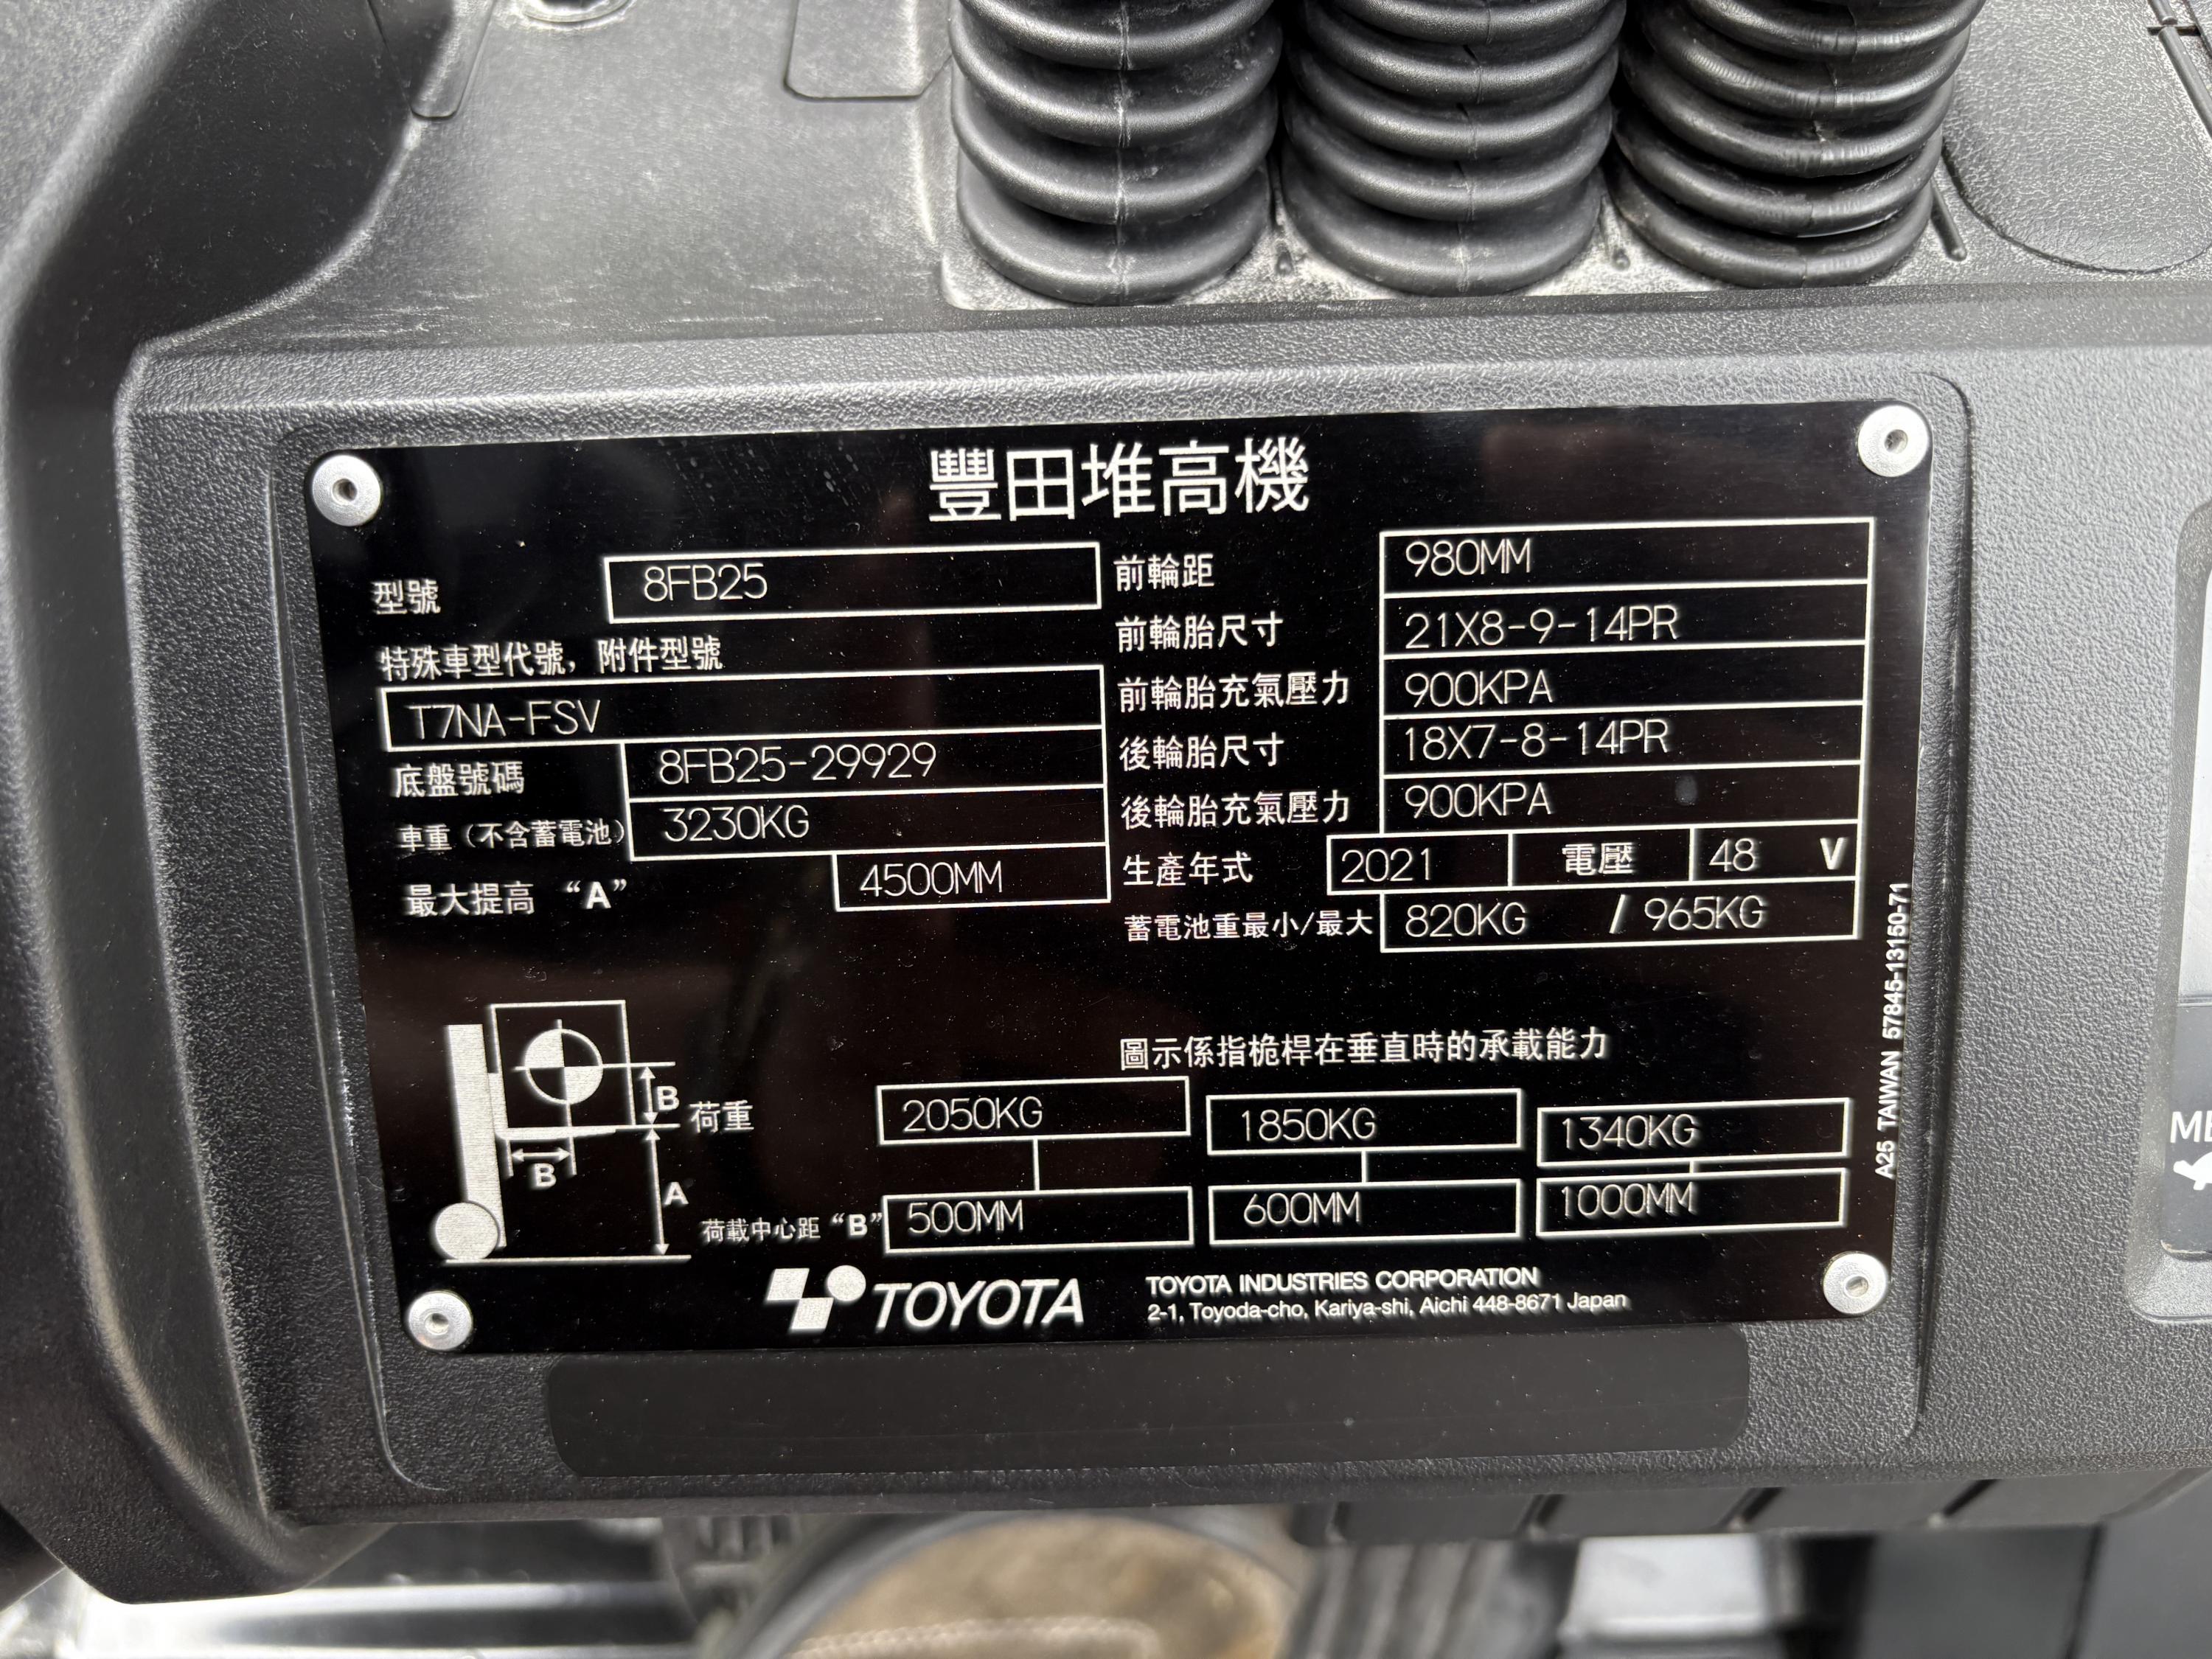 豐田堆高機
型號 8FB25
特殊車型代號，附件型號
T7NA-FSV
底盤號碼 8FB25-29929
車重（不含蓄電池） 3230KG
最大提高 “A” 4500MM
前輪距 980MM
前輪胎尺寸 21X8-9-14PR
前輪胎充氣壓力 900KPA
後輪胎尺寸 18X7-8-14PR
後輪胎充氣壓力 900KPA
生產年式 2021 電壓 48 V
蓄電池重最小/最大 820KG / 965KG
圖示係指桅桿在垂直時的承載能力
B
B
A
荷重 2050KG 1850KG 1340KG
荷載中心距 “B” 500MM 600MM 1000MM
TOYOTA
TOYOTA INDUSTRIES CORPORATION
2-1, Toyoda-cho, Kariya-shi, Aichi 448-8671 Japan
A25 TAIWAN 57845-13150-71